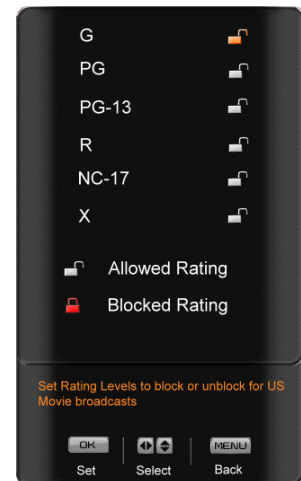 G
PG
PG-13
R
NC-17
X
Allowed Rating
Blocked Rating
Set Rating Levels to block or unblock for US
Movie broadcasts
OK MENU
Set Select Back